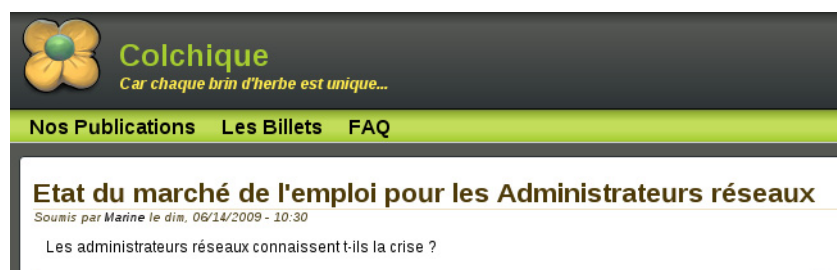 Colchique
Car chaque brin d'herbe est unique...
Nos Publications Les Billets FAQ
Etat du marché de l'emploi pour les Administrateurs réseaux
Soumis par Marine le dim, 06/14/2009 - 10:30
Les administrateurs réseaux connaissent t-ils la crise ?